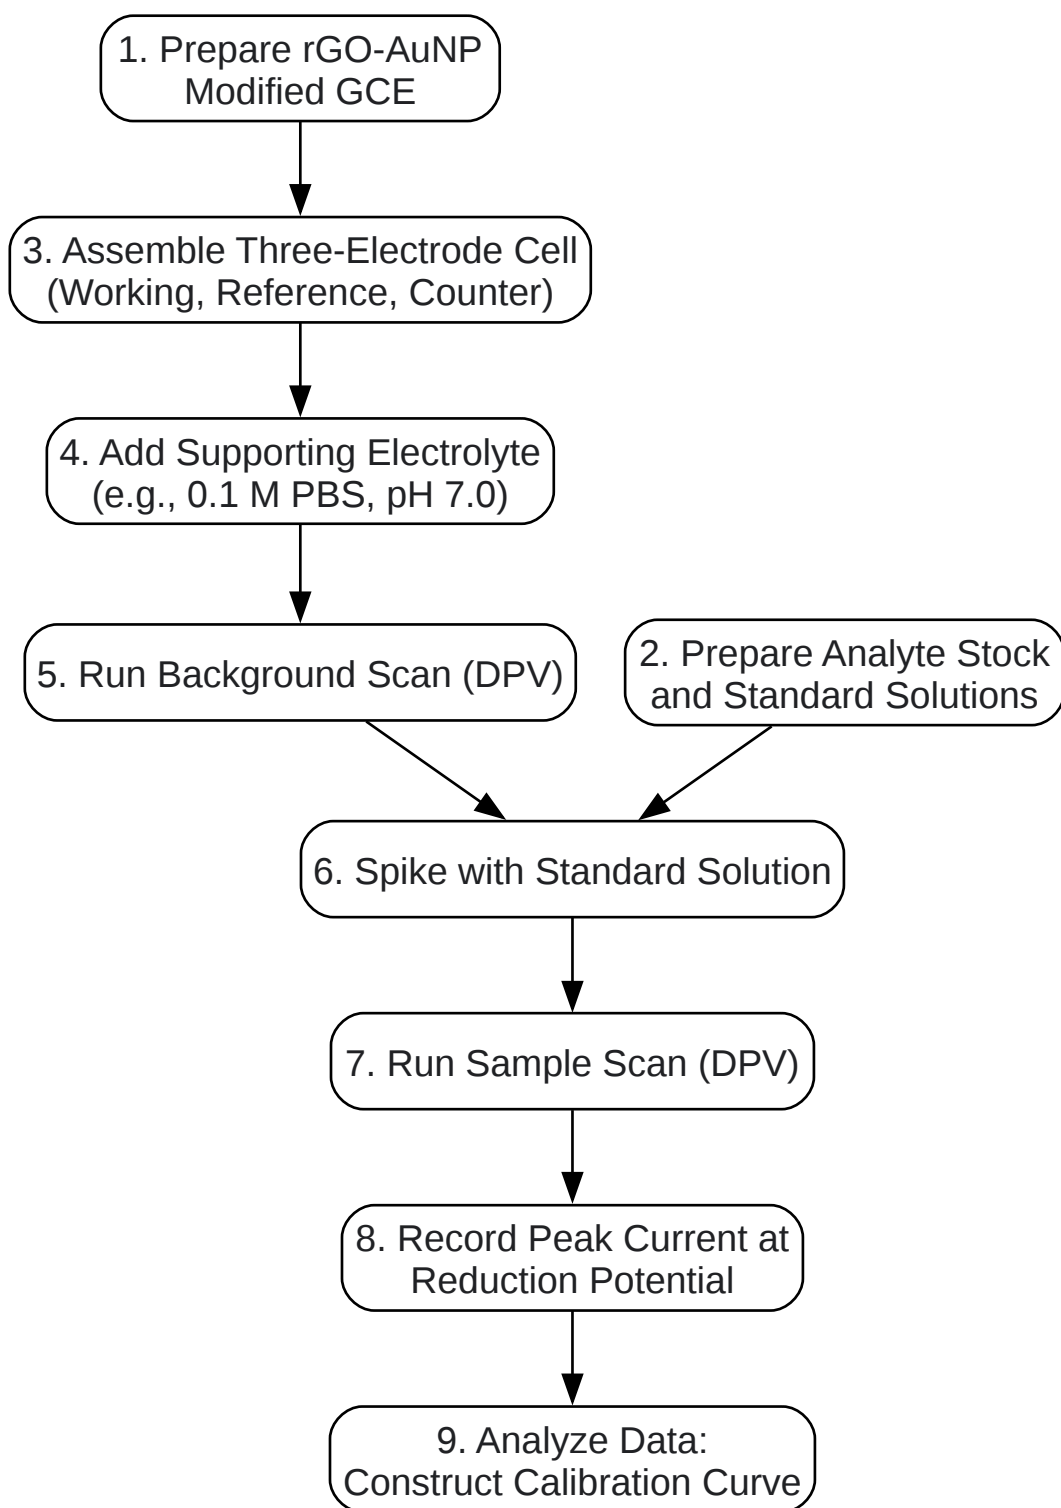 1. Prepare rGO-AuNP
Modified GCE
3. Assemble Three-Electrode Cell
(Working, Reference, Counter)
4. Add Supporting Electrolyte
(e.g., 0.1 M PBS, pH 7.0)
5. Run Background Scan (DPV)
2. Prepare Analyte Stock
and Standard Solutions
6. Spike with Standard Solution
7. Run Sample Scan (DPV)
8. Record Peak Current at
Reduction Potential
9. Analyze Data:
Construct Calibration Curve